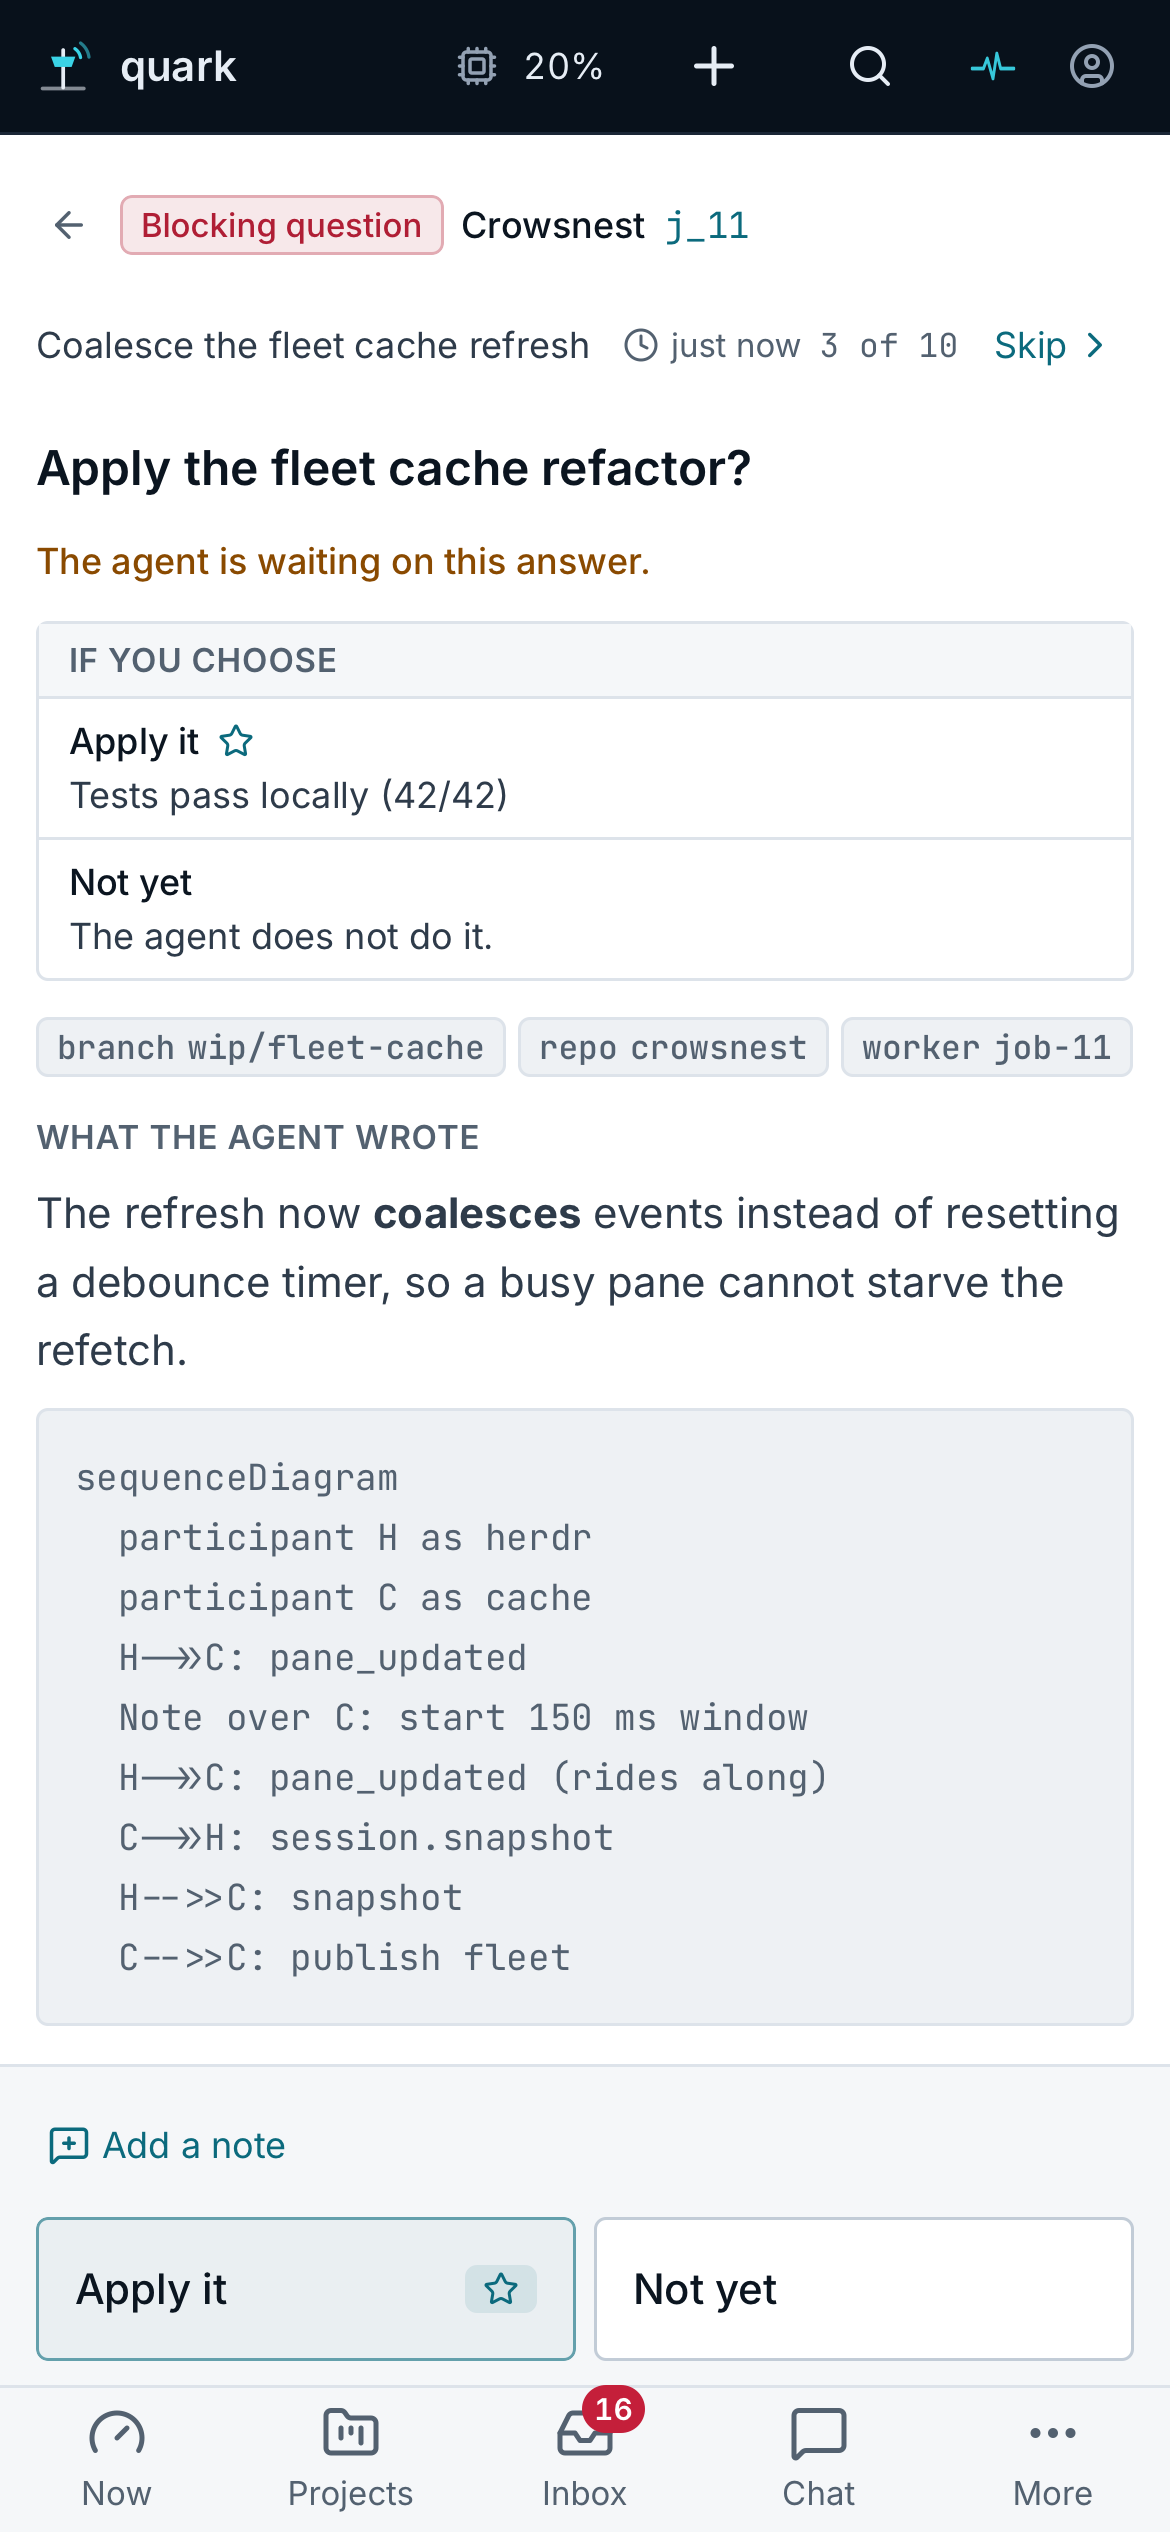 quark 20%
Blocking question Crowsnest j_11
Coalesce the fleet cache refresh just now 3 of 10 Skip
Apply the fleet cache refactor?
The agent is waiting on this answer.
IF YOU CHOOSE
Apply it
Tests pass locally (42/42)
Not yet
The agent does not do it.
branch wip/fleet-cache repo crowsnest worker job-11
WHAT THE AGENT WROTE
The refresh now coalesces events instead of resetting
a debounce timer, so a busy pane cannot starve the
refetch.
sequenceDiagram
participant H as herdr
participant C as cache
H->>C: pane_updated
Note over C: start 150 ms window
H->>C: pane_updated (rides along)
C->>H: session.snapshot
H-->>C: snapshot
C-->>C: publish fleet
Add a note
Apply it Not yet
16
Now Projects Inbox Chat More